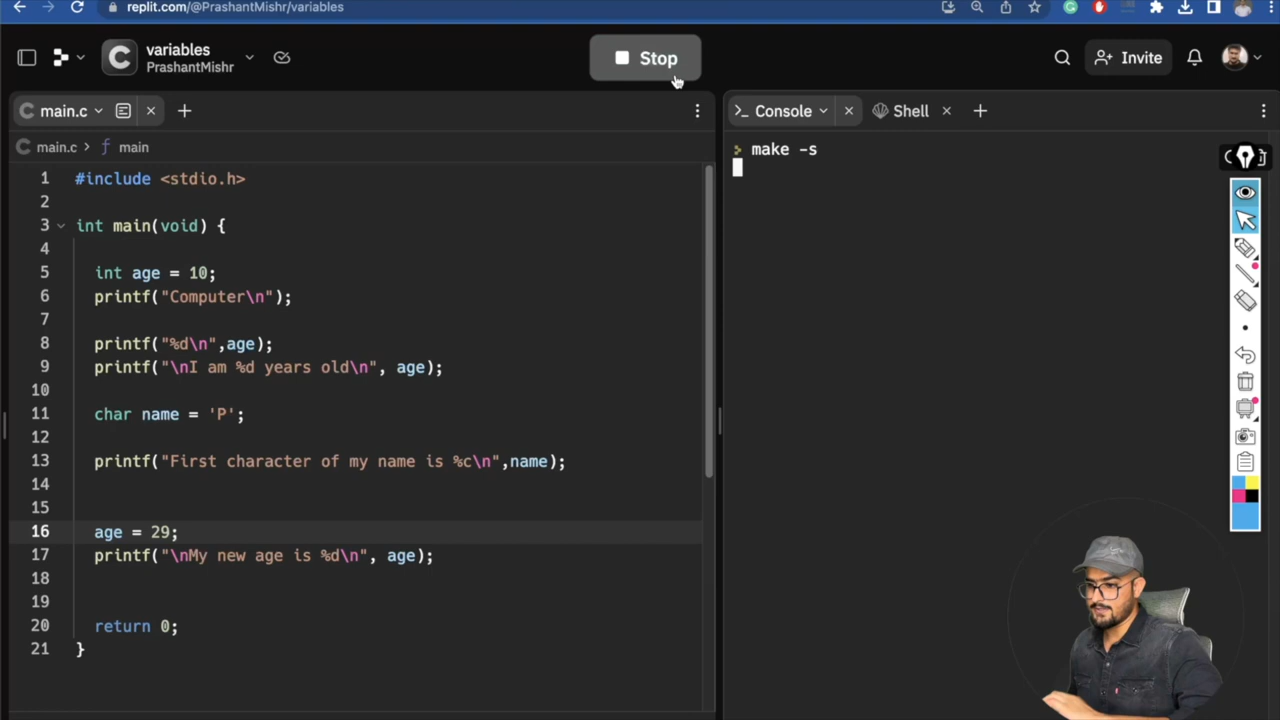 replit.com/@PrashantMishr/variables
variables
PrashantMishr
Stop
Invite
main.c
Console
Shell
main.c > main
make -s
1 #include <stdio.h>
2
3 int main(void) {
4
5 int age = 10;
6 printf("Computer\n");
7
8 printf("%d\n",age);
9 printf("\nI am %d years old\n", age);
10
11 char name = 'P';
12
13 printf("First character of my name is %c\n",name);
14
15
16 age = 29;
17 printf("\nMy new age is %d\n", age);
18
19
20 return 0;
21 }